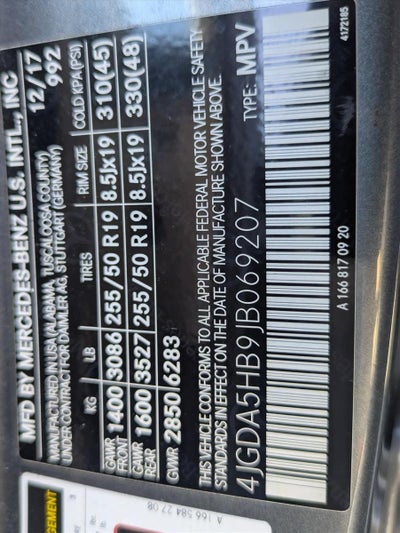 MFD BY MERCEDES-BENZ U.S. INTL., INC 12/17
MANUFACTURED IN USA (ALABAMA, TUSCALOOSA COUNTY) 992
UNDER CONTRACT FOR DAIMLER AG, STUTTGART (GERMANY)
KG LB TIRES RIM SIZE COLD KPA (PSI)
GAWR FRONT 1400 3086 255/50 R19 8.5Jx19 310(45)
GAWR REAR 1600 3527 255/50 R19 8.5Jx19 330(48)
GVWR 2850 6283
THIS VEHICLE CONFORMS TO ALL APPLICABLE FEDERAL MOTOR VEHICLE SAFETY
STANDARDS IN EFFECT ON THE DATE OF MANUFACTURE SHOWN ABOVE.
4JGDA5HB9JB069207 TYPE: MPV
A 166 817 09 20 4172185
A 166 584 27 08